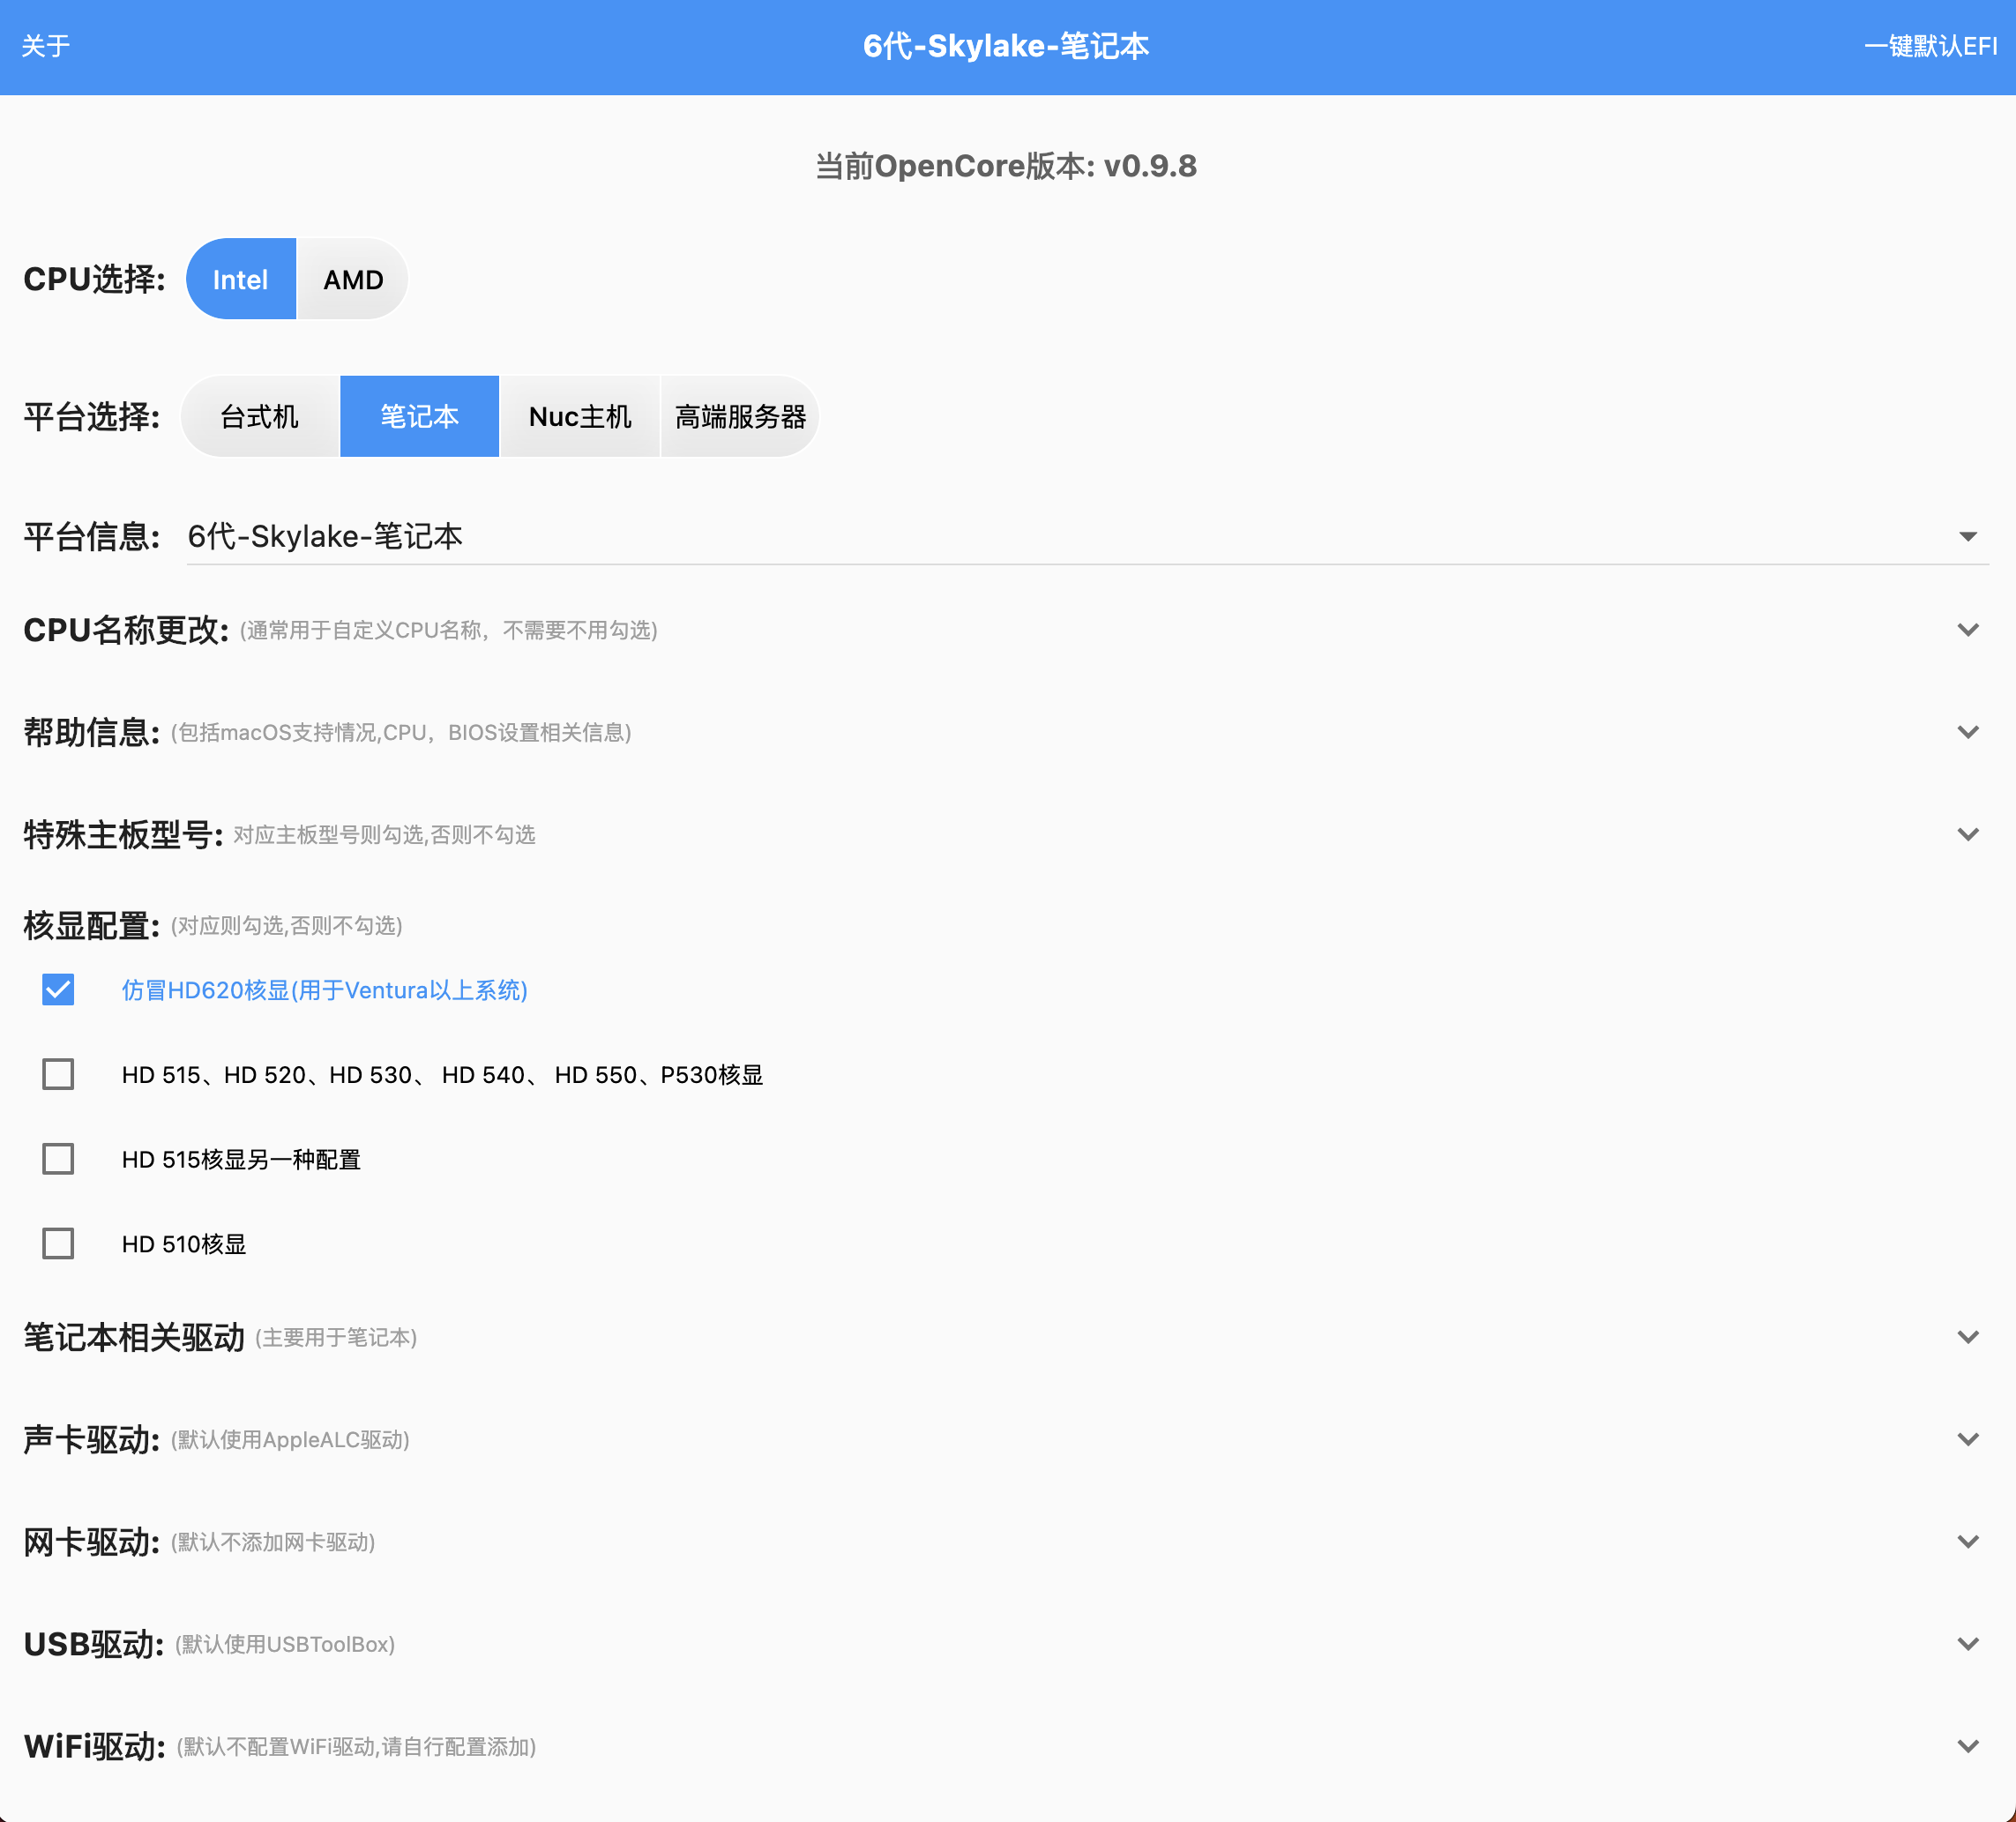 关于
6代-Skylake-笔记本
一键默认EFI
当前OpenCore版本: v0.9.8
CPU选择: Intel AMD
平台选择: 台式机 笔记本 Nuc主机 高端服务器
平台信息: 6代-Skylake-笔记本
CPU名称更改: (通常用于自定义CPU名称，不需要不用勾选)
帮助信息: (包括macOS支持情况,CPU，BIOS设置相关信息)
特殊主板型号: 对应主板型号则勾选,否则不勾选
核显配置: (对应则勾选,否则不勾选)
仿冒HD620核显(用于Ventura以上系统)
HD 515、HD 520、HD 530、 HD 540、 HD 550、P530核显
HD 515核显另一种配置
HD 510核显
笔记本相关驱动 (主要用于笔记本)
声卡驱动: (默认使用AppleALC驱动)
网卡驱动: (默认不添加网卡驱动)
USB驱动: (默认使用USBToolBox)
WiFi驱动: (默认不配置WiFi驱动,请自行配置添加)